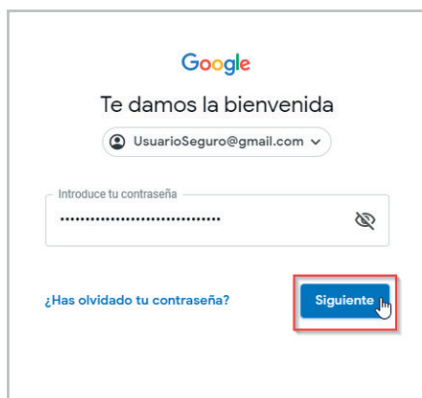 Google
Te damos la bienvenida
UsuarioSeguro@gmail.com
Introduce tu contraseña
••••••••••••••••••••••••••••••••
¿Has olvidado tu contraseña?
Siguiente